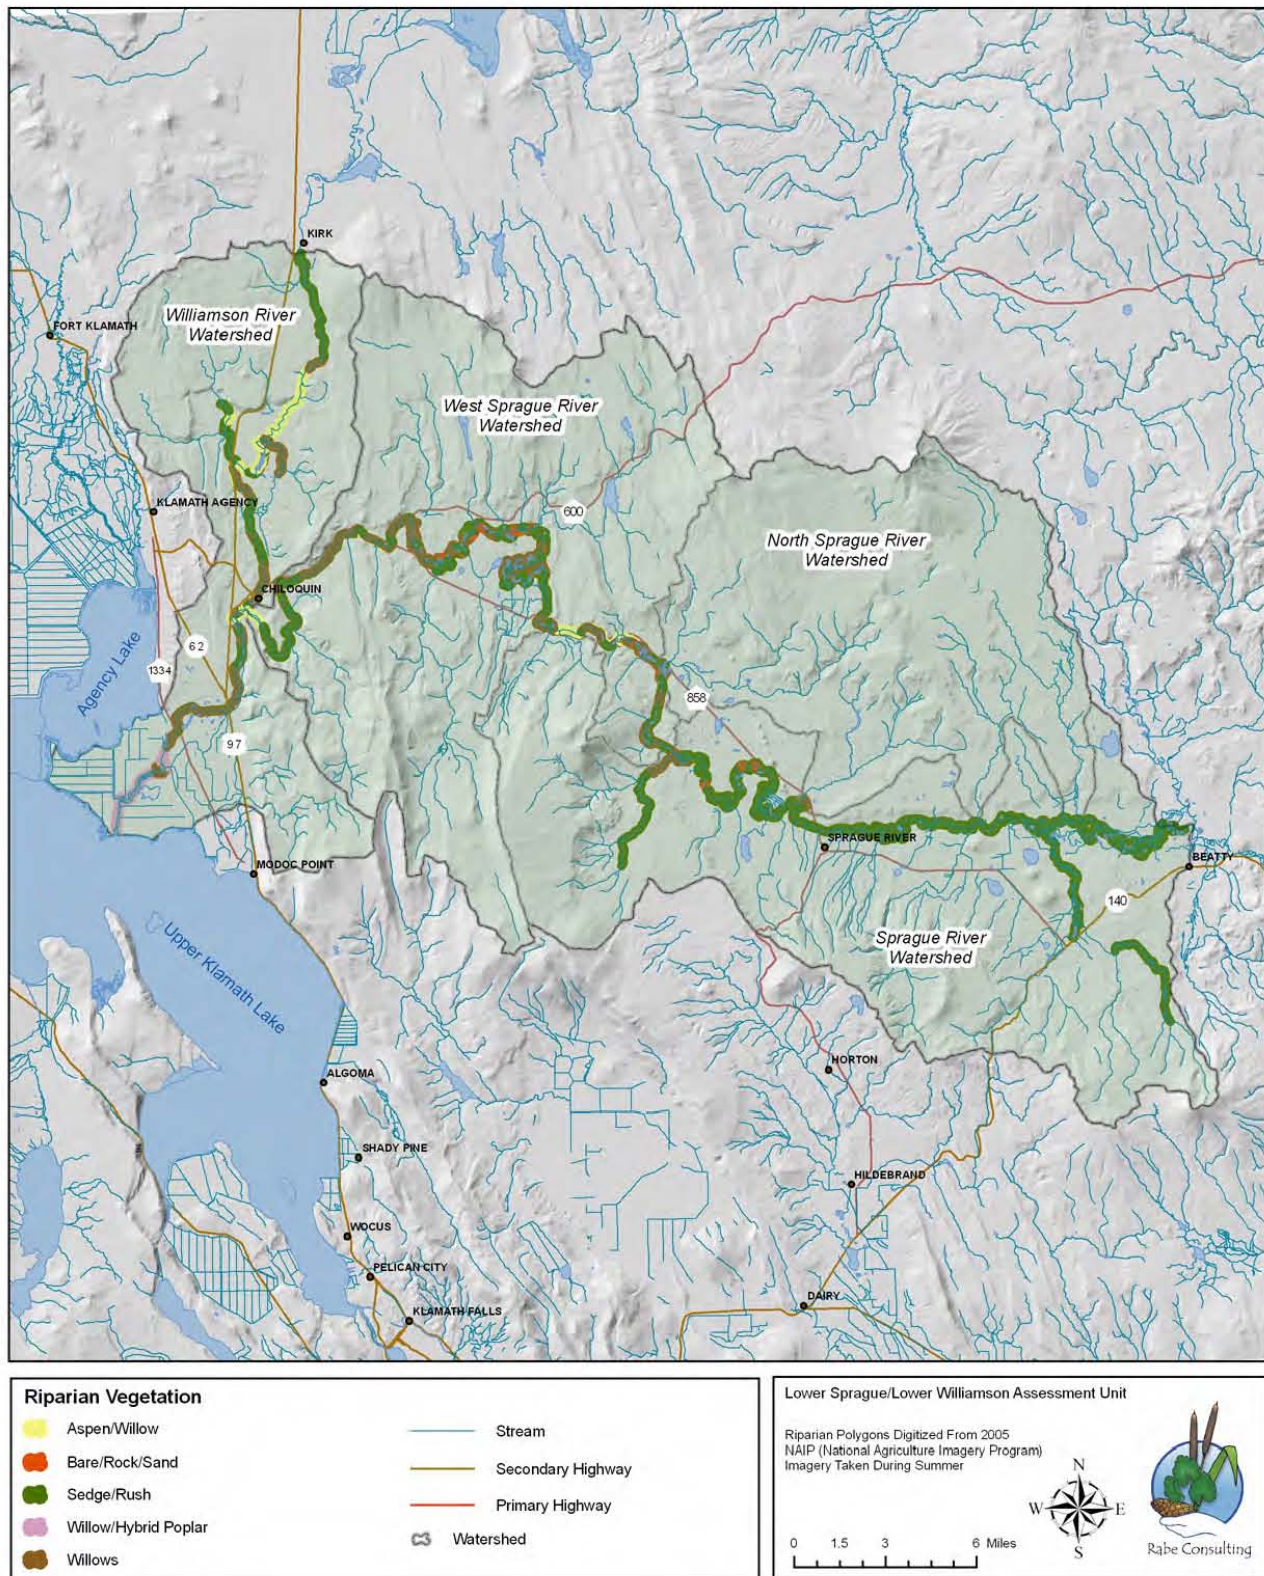 KIRK
Williamson River
Watershed
FORT KLAMATH
West Sprague River
Watershed
KLAMATH AGENCY
600
North Sprague River
Watershed
CHILOQUIN
Agency Lake
62
1334
858
97
SPRAGUE RIVER
MODOC POINT
BEATTY
140
Upper Klamath Lake
Sprague River
Watershed
HORTON
ALGOMA
SHADY PINE
HILDEBRAND
WOCUS
PELICAN CITY
DAIRY
KLAMATH FALLS
Riparian Vegetation
Aspen/Willow
Bare/Rock/Sand
Sedge/Rush
Willow/Hybrid Poplar
Willows
Stream
Secondary Highway
Primary Highway
Watershed
Lower Sprague/Lower Williamson Assessment Unit
Riparian Polygons Digitized From 2005
NAIP (National Agriculture Imagery Program)
Imagery Taken During Summer
N
W E
S
0 1.5 3 6 Miles
Rabe Consulting